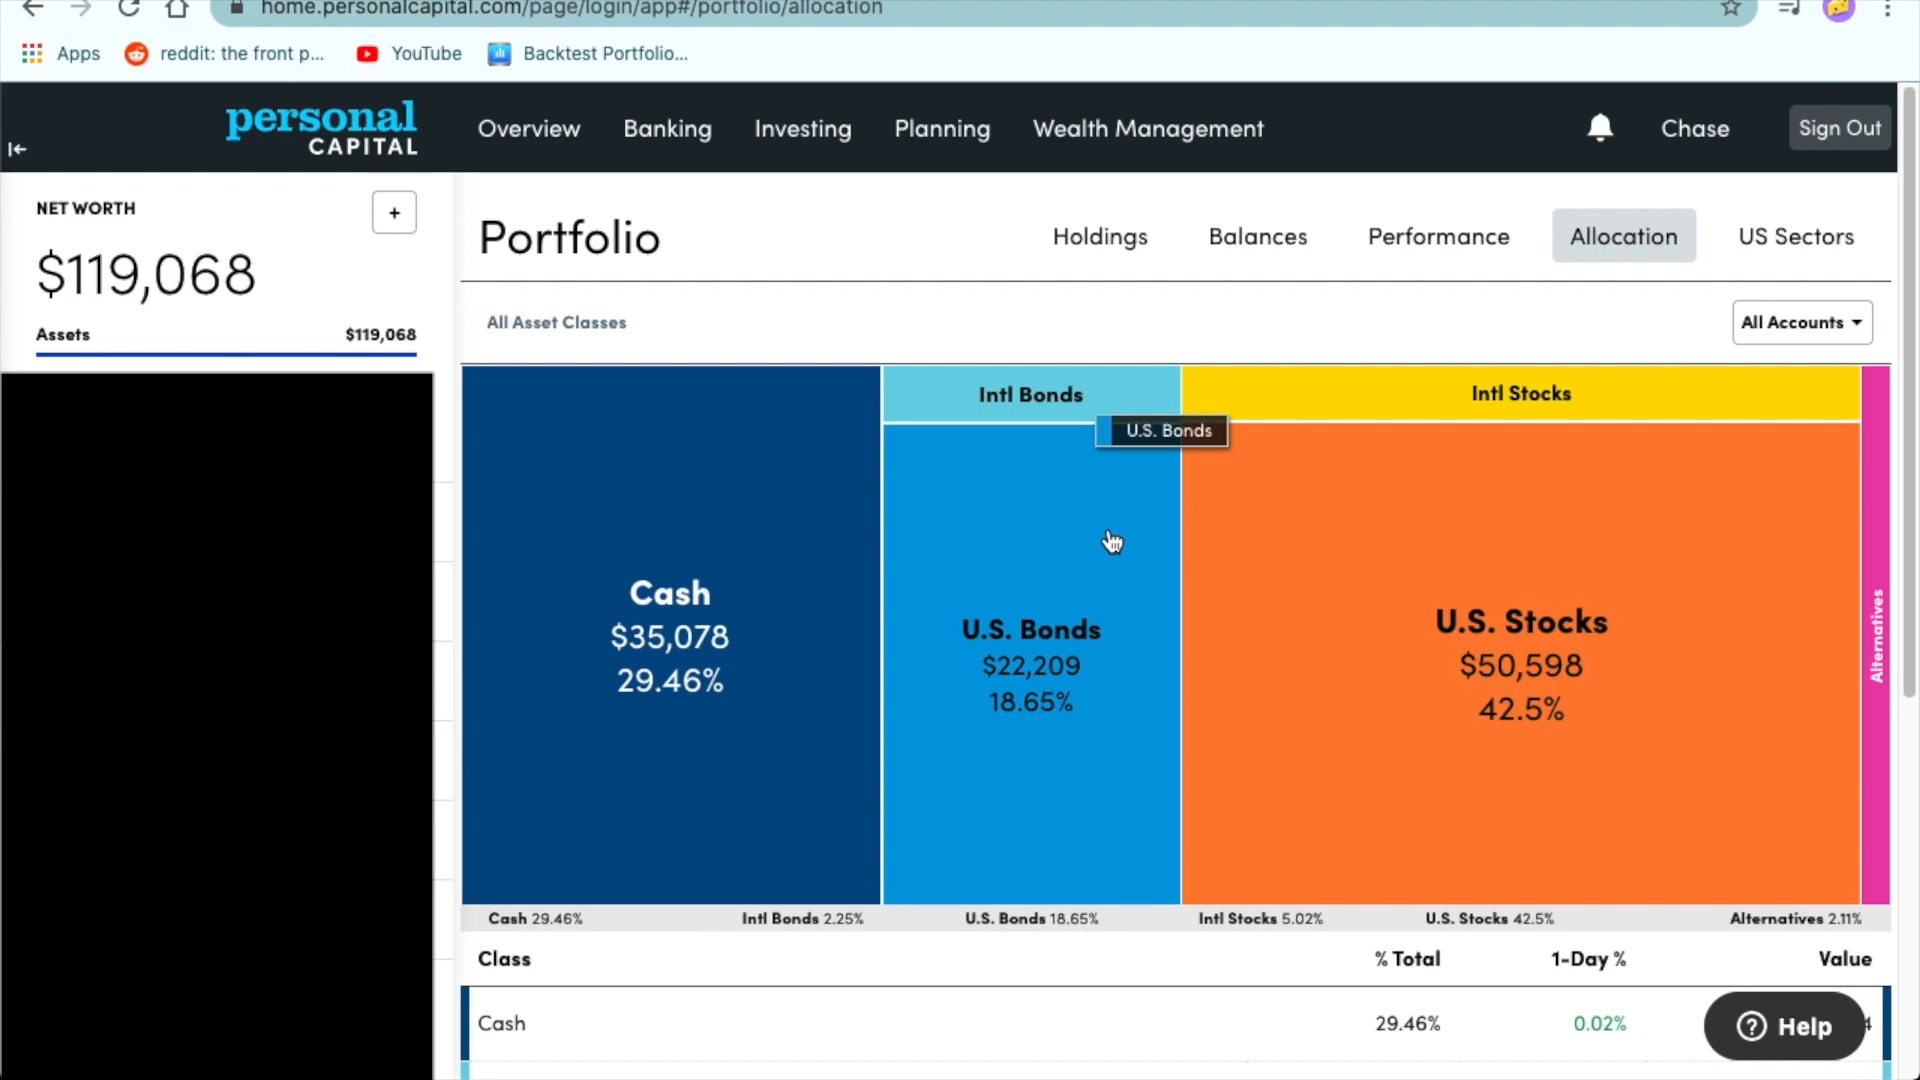 home.personalcapital.com/page/login/app#/portfolio/allocation
Apps
reddit: the front p...
YouTube
Backtest Portfolio...
personal
CAPITAL
Overview
Banking
Investing
Planning
Wealth Management
Chase
Sign Out
NET WORTH
+
$119,068
Assets
$119,068
Portfolio
Holdings
Balances
Performance
Allocation
US Sectors
All Asset Classes
All Accounts
Intl Bonds
Intl Stocks
U.S. Bonds
Cash
$35,078
29.46%
U.S. Bonds
$22,209
18.65%
U.S. Stocks
$50,598
42.5%
Alternatives
Cash 29.46%
Intl Bonds 2.25%
U.S. Bonds 18.65%
Intl Stocks 5.02%
U.S. Stocks 42.5%
Alternatives 2.11%
Class
% Total
1-Day %
Value
Cash
29.46%
0.02%
? Help